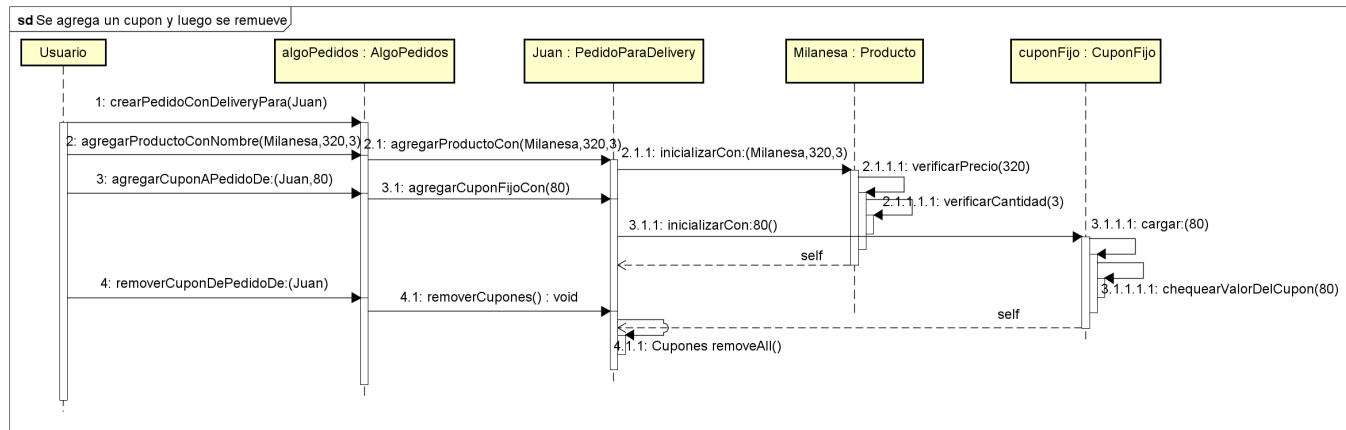 sd Se agrega un cupon y luego se remueve
Usuario
algoPedidos : AlgoPedidos
Juan : PedidoParaDelivery
Milanesa : Producto
cuponFijo : CuponFijo
1: crearPedidoConDeliveryPara(Juan)
2: agregarProductoConNombre(Milanesa,320,3)
2.1: agregarProductoCon(Milanesa,320,3)
2.1.1: inicializarCon:(Milanesa,320,3)
2.1.1.1: verificarPrecio(320)
3: agregarCuponAPedidoDe:(Juan,80)
3.1: agregarCuponFijoCon(80)
2.1.1.1.1: verificarCantidad(3)
3.1.1: inicializarCon:80()
3.1.1.1: cargar:(80)
self
4: removerCuponDePedidoDe:(Juan)
4.1: removerCupones() : void
3.1.1.1.1: chequearValorDelCupon(80)
self
4.1.1: Cupones removeAll()